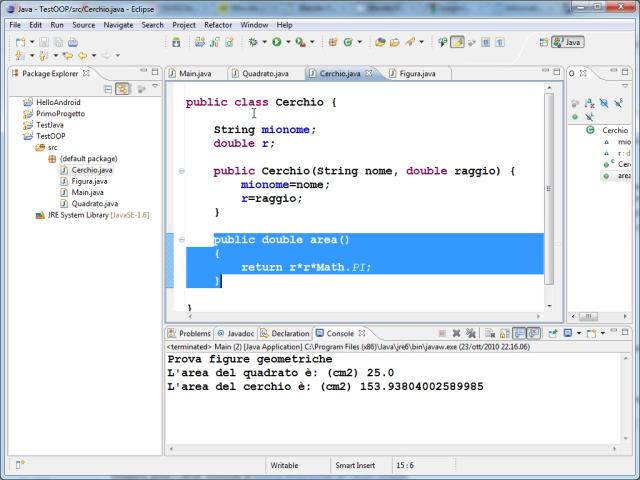 Java - TestOOP/src/Cerchio.java - Eclipse
File Edit Source Refactor Navigate Search Project Tools Run Window Help
Java
Package Explorer
HelloAndroid
PrimoProgetto
TestJava
TestOOP
src
(default package)
Cerchio.java
Figura.java
Main.java
Quadrato.java
JRE System Library [JavaSE-1.6]
Main.java Quadrato.java Cerchio.java Figura.java
public class Cerchio {
String mionome;
double r;
public Cerchio(String nome, double raggio) {
mionome=nome;
r=raggio;
}
public double area()
{
return r*r*Math.PI;
}
}
O
Cerchio
mio
r : d
Cer
area
Problems Javadoc Declaration Console
<terminated> Main (2) [Java Application] C:\Program Files (x86)\Java\jre6\bin\javaw.exe (23/ott/2010 22.16.06)
Prova figure geometriche
L'area del quadrato è: (cm2) 25.0
L'area del cerchio è: (cm2) 153.93804002589985
Writable Smart Insert 15 : 6